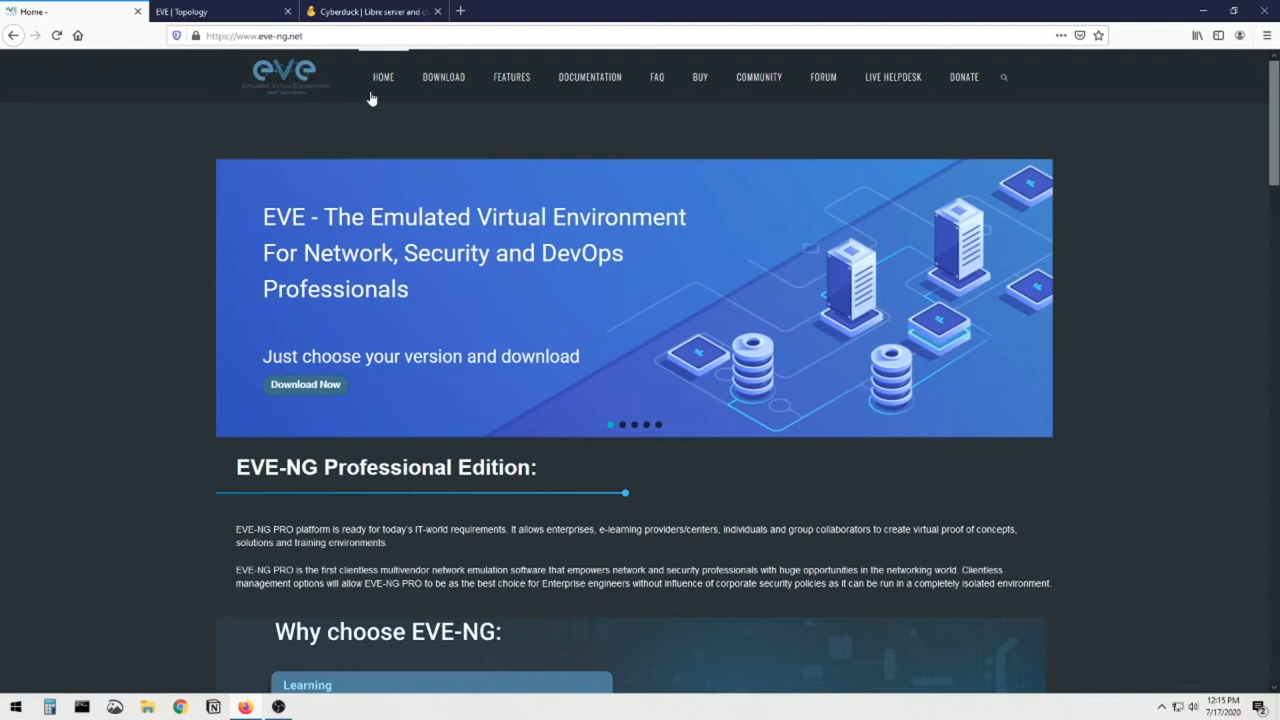 Home -
EVE | Topology
Cyberduck | Libre server and c
https://www.eve-ng.net
eve
Emulated Virtual Environment
HOME
DOWNLOAD
FEATURES
DOCUMENTATION
FAQ
BUY
COMMUNITY
FORUM
LIVE HELPDESK
DONATE
EVE - The Emulated Virtual Environment
For Network, Security and DevOps
Professionals
Just choose your version and download
Download Now
EVE-NG Professional Edition:
EVE-NG PRO platform is ready for today's IT-world requirements. It allows enterprises, e-learning providers/centers, individuals and group collaborators to create virtual proof of concepts,
solutions and training environments.
EVE-NG PRO is the first clientless multivendor network emulation software that empowers network and security professionals with huge opportunities in the networking world. Clientless
management options will allow EVE-NG PRO to be as the best choice for Enterprise engineers without influence of corporate security policies as it can be run in a completely isolated environment.
Why choose EVE-NG:
Learning
12:15 PM
7/17/2020